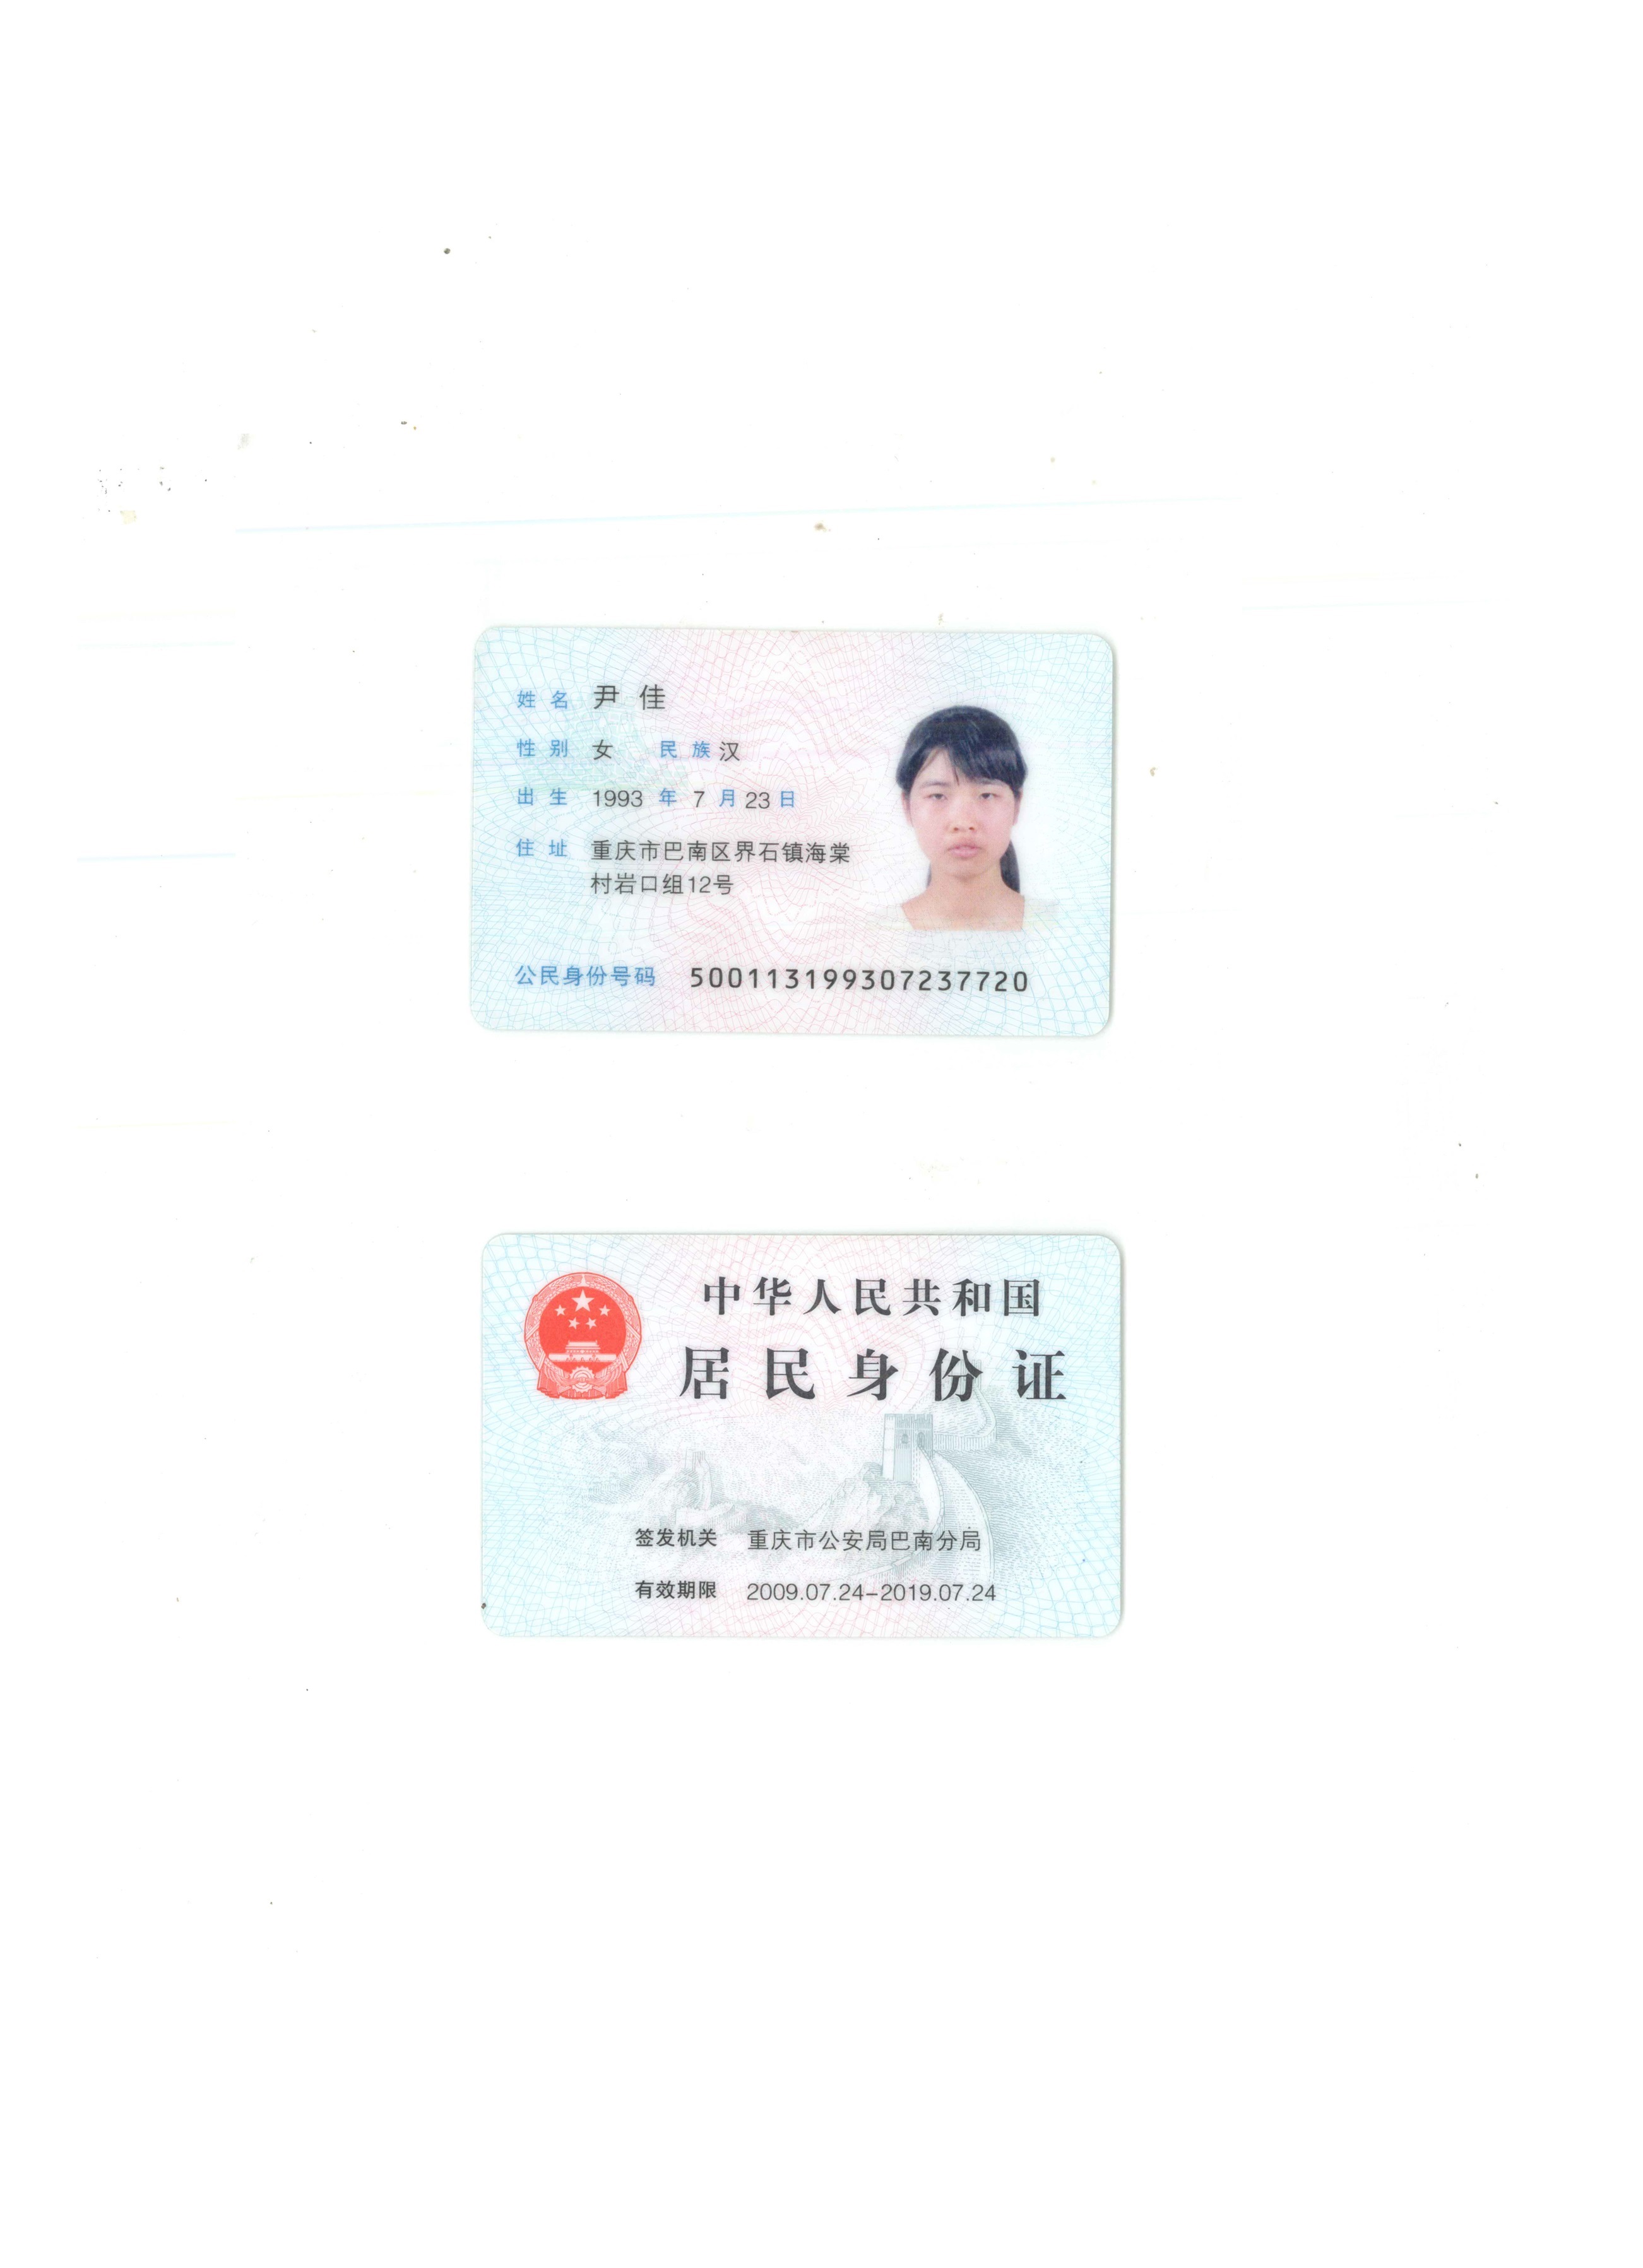 姓名 尹佳
性别 女 民族 汉
出生 1993 年 7 月 23 日
住址 重庆市巴南区界石镇海棠
村岩口组12号
公民身份号码 500113199307237720
中华人民共和国
居民身份证
签发机关 重庆市公安局巴南分局
有效期限 2009.07.24-2019.07.24